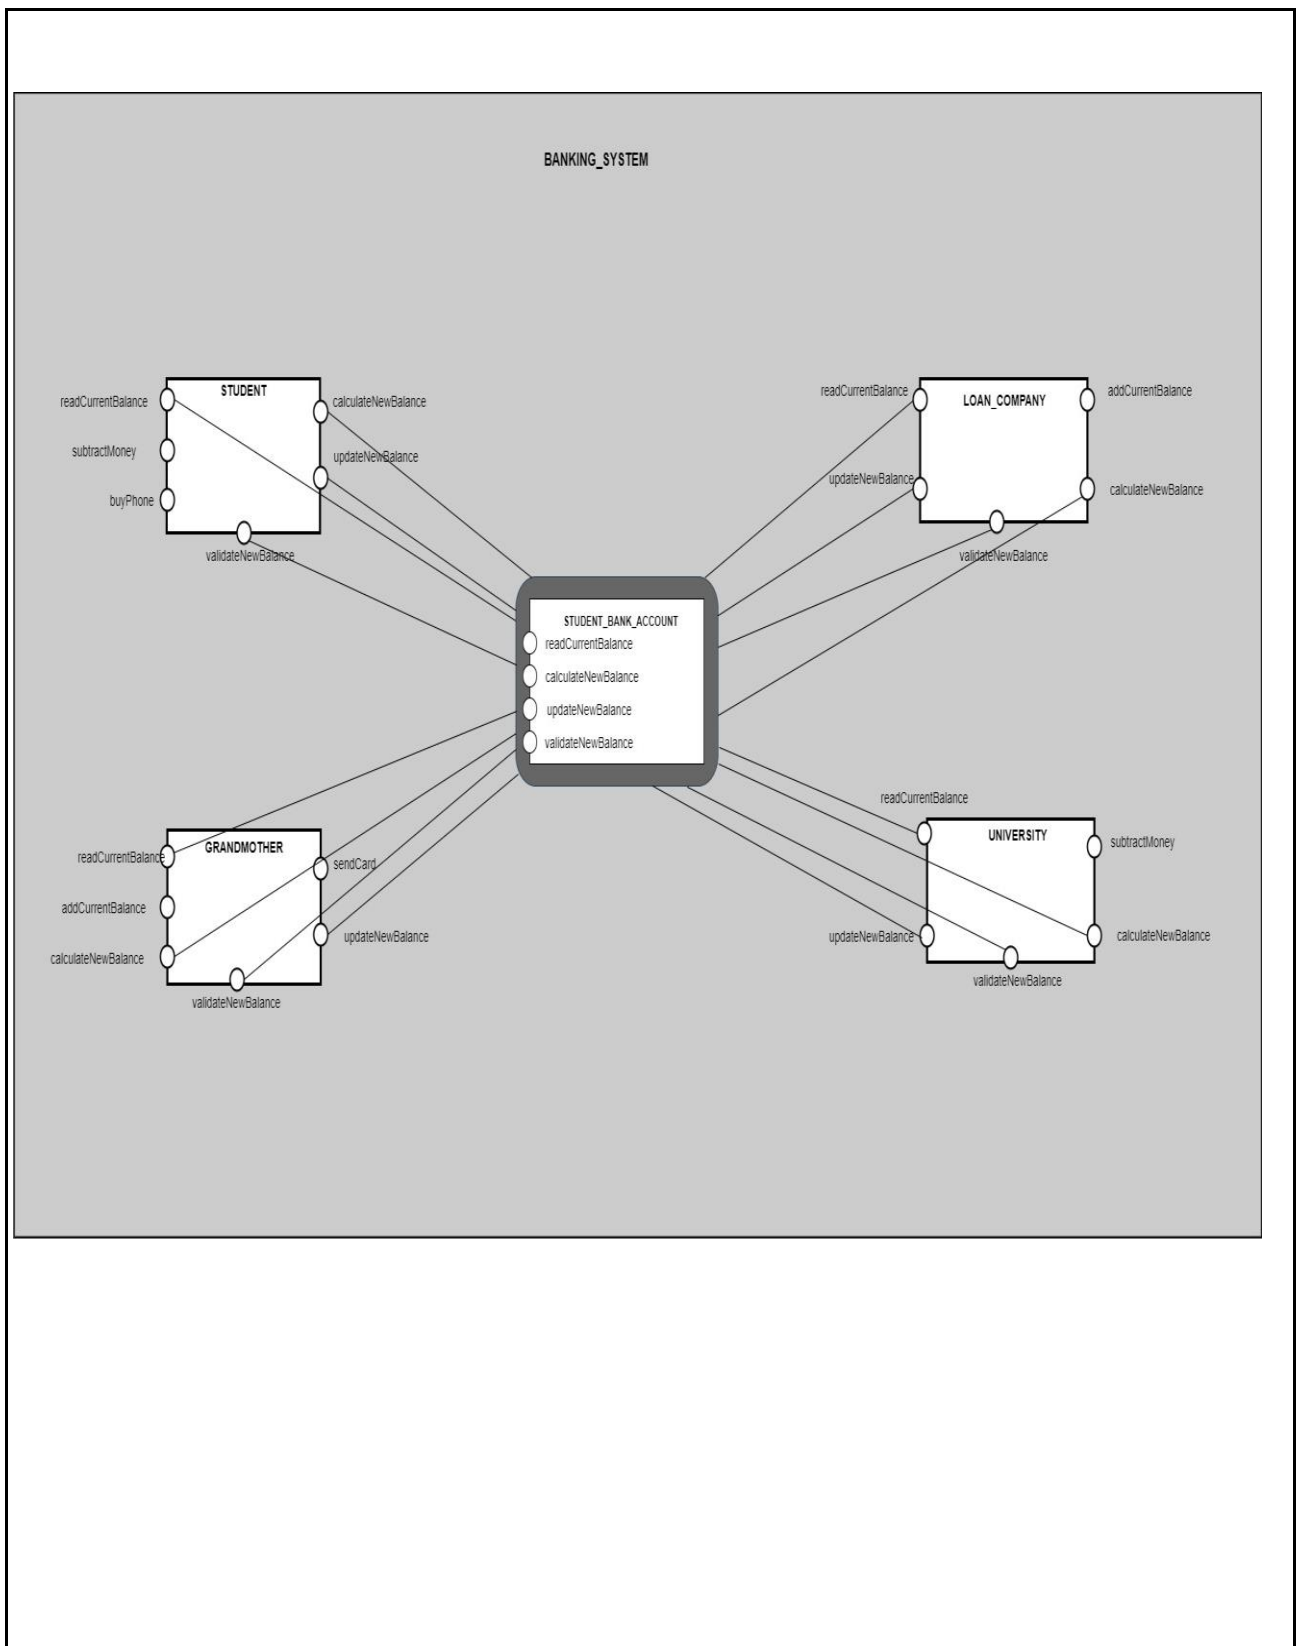 BANKING_SYSTEM
STUDENT
readCurrentBalance
calculateNewBalance
subtractMoney
updateNewBalance
buyPhone
validateNewBalance
readCurrentBalance
LOAN_COMPANY
addCurrentBalance
updateNewBalance
calculateNewBalance
validateNewBalance
STUDENT_BANK_ACCOUNT
readCurrentBalance
calculateNewBalance
updateNewBalance
validateNewBalance
GRANDMOTHER
readCurrentBalance
sendCard
addCurrentBalance
updateNewBalance
calculateNewBalance
validateNewBalance
readCurrentBalance
UNIVERSITY
subtractMoney
updateNewBalance
calculateNewBalance
validateNewBalance